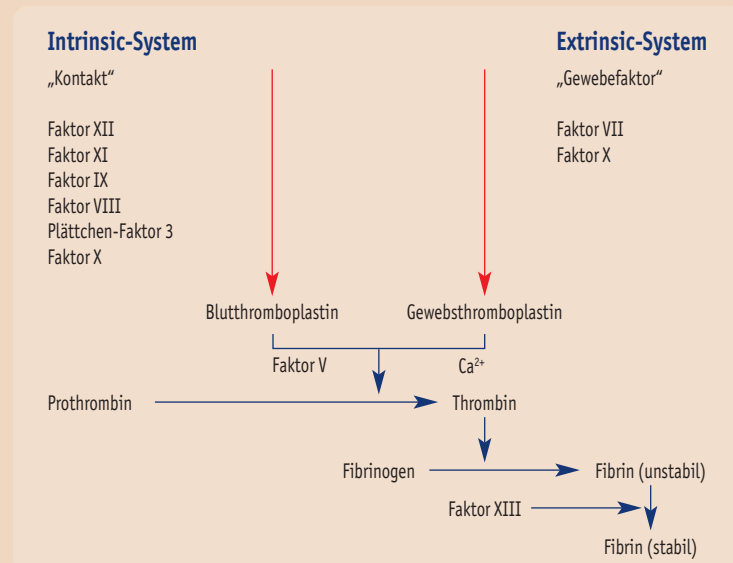 Intrinsic-System
„Kontakt“
Faktor XII
Faktor XI
Faktor IX
Faktor VIII
Plättchen-Faktor 3
Faktor X
Extrinsic-System
„Gewebefaktor“
Faktor VII
Faktor X
Blutthromboplastin
Gewebsthromboplastin
Faktor V
Ca²⁺
Prothrombin
Thrombin
Fibrinogen
Fibrin (unstabil)
Faktor XIII
Fibrin (stabil)